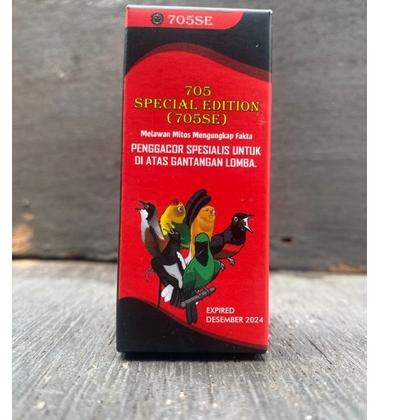 705SE
705
SPECIAL EDITION
(705SE)
Melawan Mitos Mengungkap Fakta
PENGGACOR SPESIALIS UNTUK
DI ATAS GANTANGAN LOMBA.
EXPIRED
DESEMBER 2024